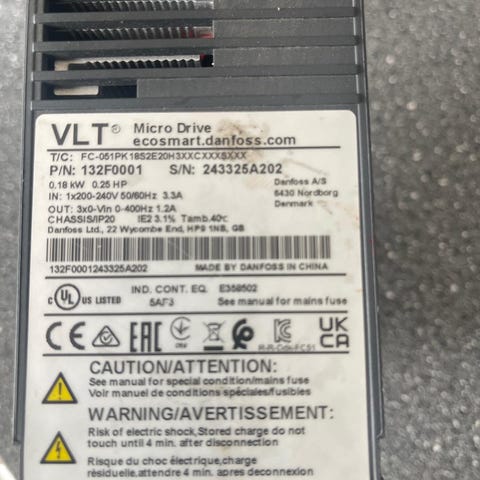 VLT® Micro Drive
ecosmart.danfoss.com
T/C: FC-051PK18S2E20H3XXCXXXSXXX
P/N: 132F0001 S/N: 243325A202
0.18 kW 0.25 HP Danfoss A/S
IN: 1x200-240V 50/60Hz 3.3A 6430 Nordborg
OUT: 3x0-Vin 0-400Hz 1.2A Denmark
CHASSIS/IP20 IE2 3.1% Tamb.40c
Danfoss Ltd., 22 Wycombe End, HP9 1NB, GB
132F0001243325A202 MADE BY DANFOSS IN CHINA
c UL US LISTED IND. CONT. EQ. E358502
5AF3 See manual for mains fuse
CE EAC UK CA
CAUTION/ATTENTION:
See manual for special condition/mains fuse
Voir manuel de conditions speciales/fusibles
WARNING/AVERTISSEMENT:
Risk of electric shock,Stored charge do not
touch until 4 min. after disconnection
Risque du choc électrique,charge
résiduelle,attendre 4 min. apres deconnexion